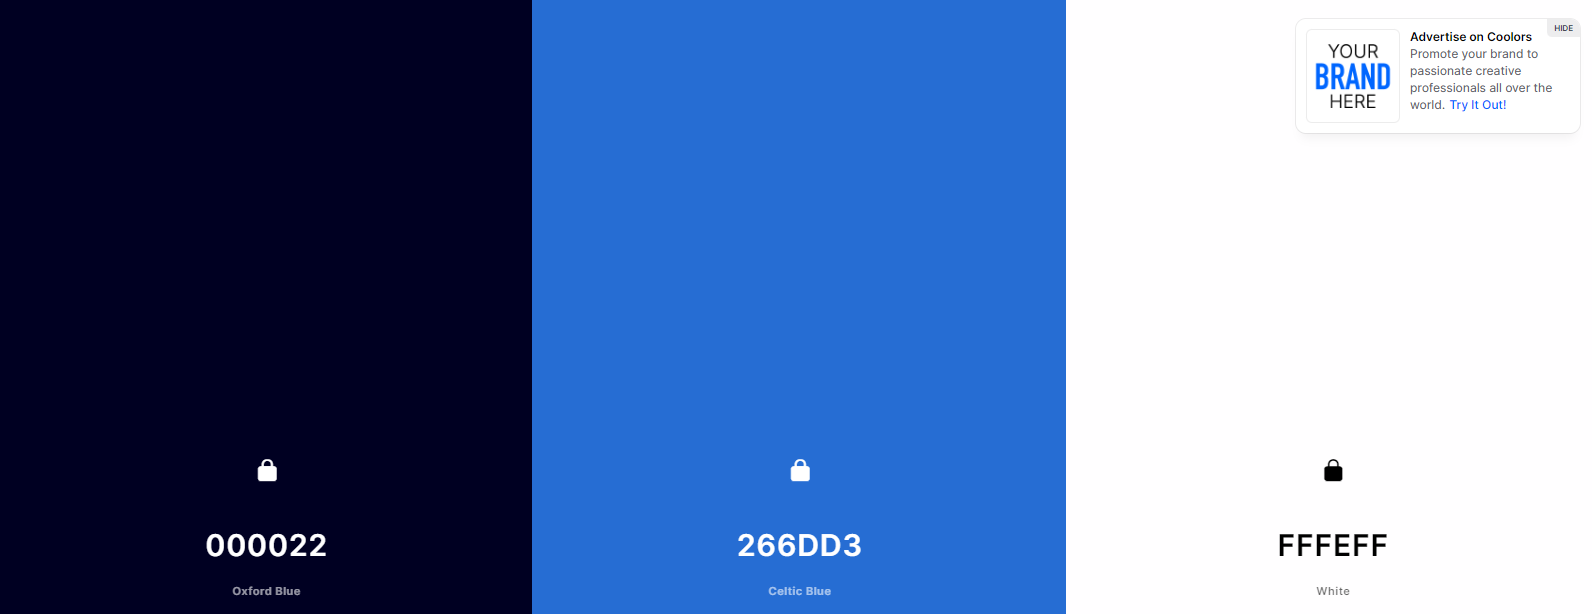 HIDE
YOUR
BRAND
HERE
Advertise on Coolors
Promote your brand to
passionate creative
professionals all over the
world. Try It Out!
000022
Oxford Blue
266DD3
Celtic Blue
FFFEFF
White